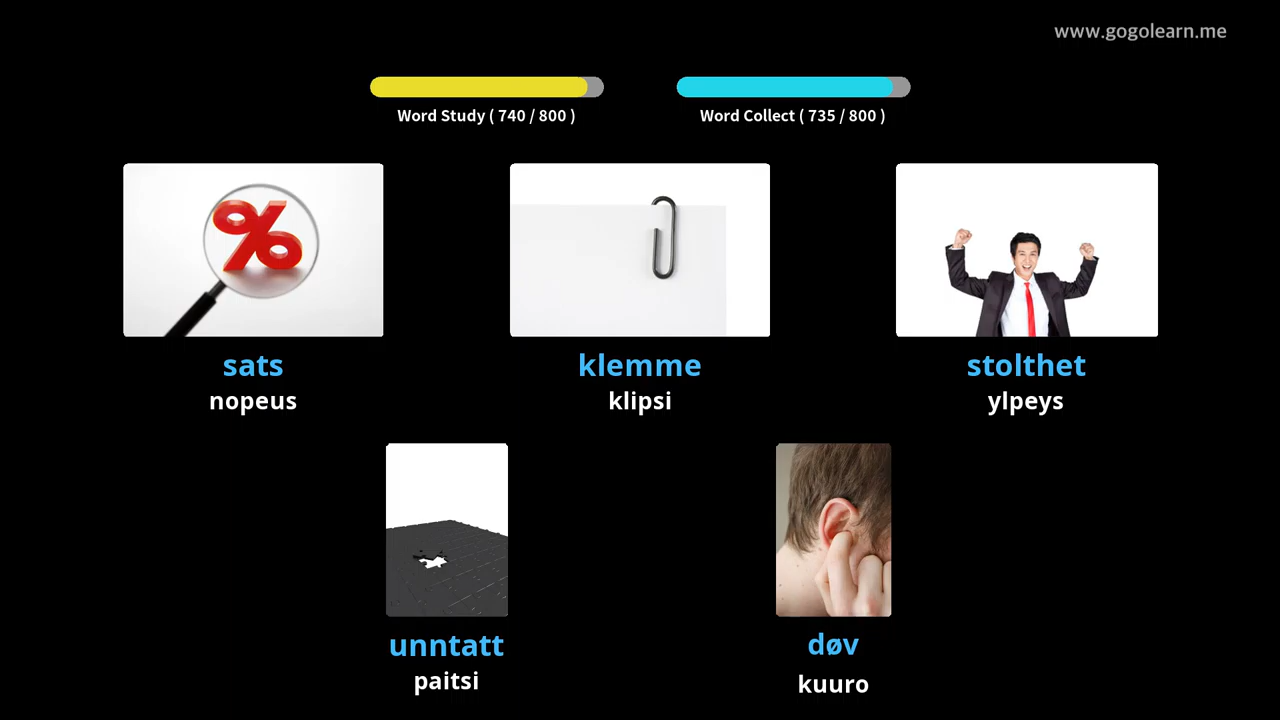 www.gogolearn.me
Word Study ( 740 / 800 )
Word Collect ( 735 / 800 )
%
sats
nopeus
klemme
klipsi
stolthet
ylpeys
unntatt
paitsi
døv
kuuro